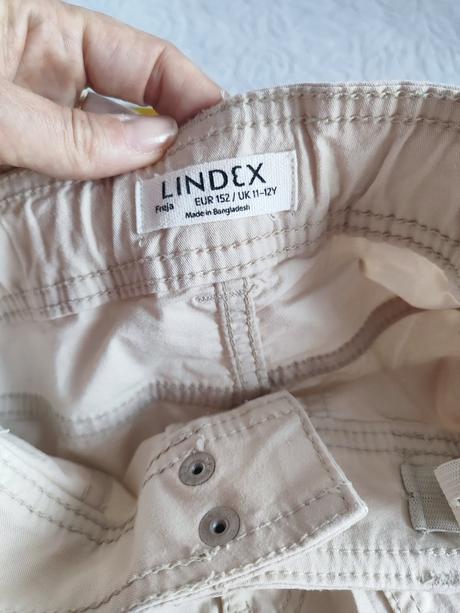 LINDEX
Freja EUR 152 / UK 11-12Y
Made in Bangladesh